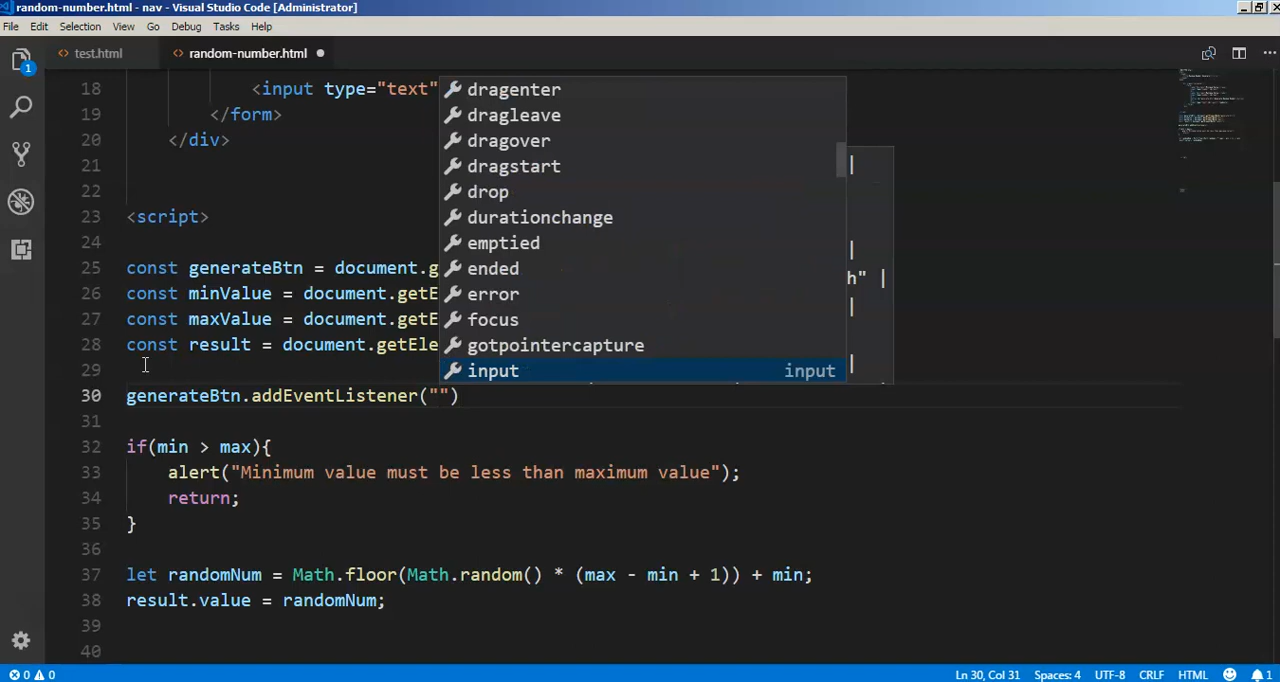 random-number.html - nav - Visual Studio Code [Administrator]
File Edit Selection View Go Debug Tasks Help
test.html random-number.html
18 <input type="text"
19 </form>
20 </div>
21
22
23 <script>
24
25 const generateBtn = document.g
26 const minValue = document.getE
27 const maxValue = document.getE
28 const result = document.getEle
29
30 generateBtn.addEventListener("")
31
32 if(min > max){
33 alert("Minimum value must be less than maximum value");
34 return;
35 }
36
37 let randomNum = Math.floor(Math.random() * (max - min + 1)) + min;
38 result.value = randomNum;
39
40
dragenter
dragleave
dragover
dragstart
drop
durationchange
emptied
ended
error
focus
gotpointercapture
input input
|
|
h" |
|
|
1
0 0 Ln 30, Col 31 Spaces: 4 UTF-8 CRLF HTML 1